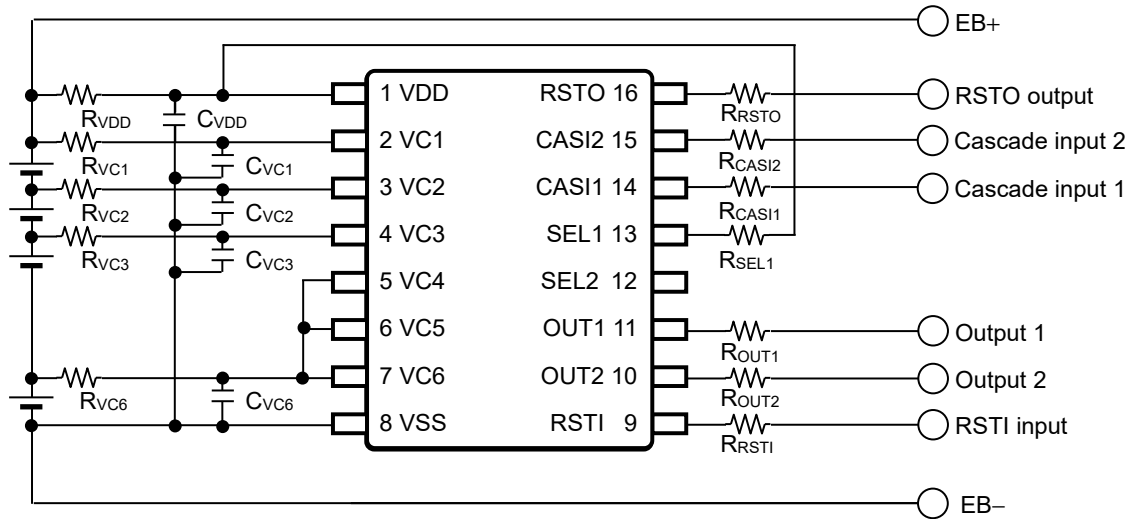 EB+
RVDD
CVDD
1 VDD
RSTO 16
RRSTO
RSTO output
RVC1
CVC1
2 VC1
CASI2 15
RCASI2
Cascade input 2
RVC2
CVC2
3 VC2
CASI1 14
RCASI1
Cascade input 1
RVC3
CVC3
4 VC3
SEL1 13
RSEL1
5 VC4
SEL2 12
6 VC5
OUT1 11
ROUT1
Output 1
RVC6
CVC6
7 VC6
OUT2 10
ROUT2
Output 2
8 VSS
RSTI 9
RRSTI
RSTI input
EB−